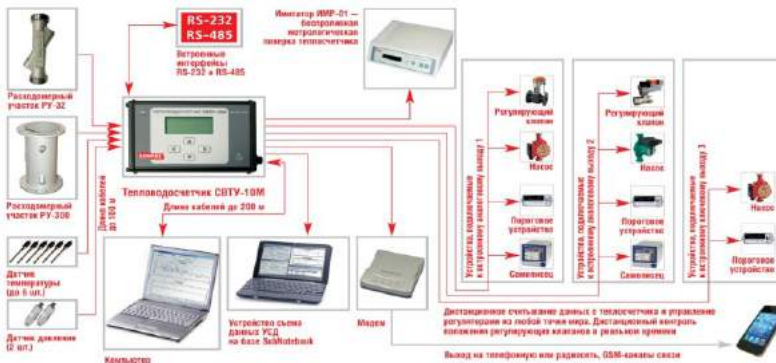 RS-232
RS-485
Встроенные
интерфейсы
RS-232 и RS-485
Имитатор ИМР-01 —
беспроливная
метрологическая
поверка теплосчетчика
Расходомерный
участок РУ-32
Расходомерный
участок РУ-300
Длина кабелей
до 100 м
Тепловодосчетчик СВТУ-10М
Длина кабелей до 200 м
Датчик
температуры
(до 6 шт.)
Датчик давления
(2 шт.)
Компьютер
Устройство съема
данных УСД
на базе SubNotebook
Модем
Устройства, подключаемые
к встроенному аналоговому выходу 1
Регулирующий
клапан
Насос
Пороговое
устройство
Самописец
Устройства, подключаемые
к встроенному аналоговому выходу 2
Регулирующий
клапан
Насос
Пороговое
устройство
Самописец
Устройства, подключаемые
к встроенному ключевому выходу 3
Насос
Пороговое
устройство
Дистанционное считывание данных с теплосчетчика и управление
регуляторами из любой точки мира. Дистанционный контроль
положения регулирующих клапанов в реальном времени
Выход на телефонную или радиосеть, GSM-каналы связи